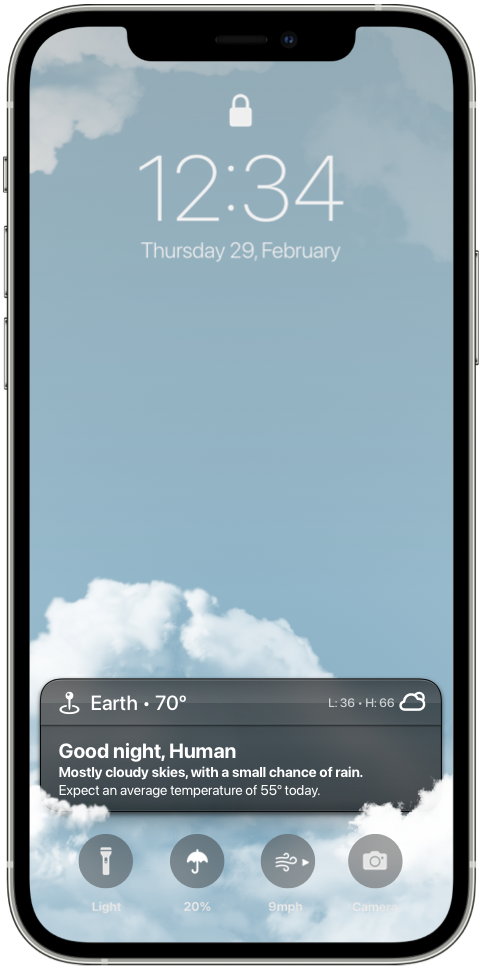 12:34
Thursday 29, February
Earth • 70°
L: 36 • H: 66
Good night, Human
Mostly cloudy skies, with a small chance of rain.
Expect an average temperature of 55° today.
Light
20%
9mph
Camera